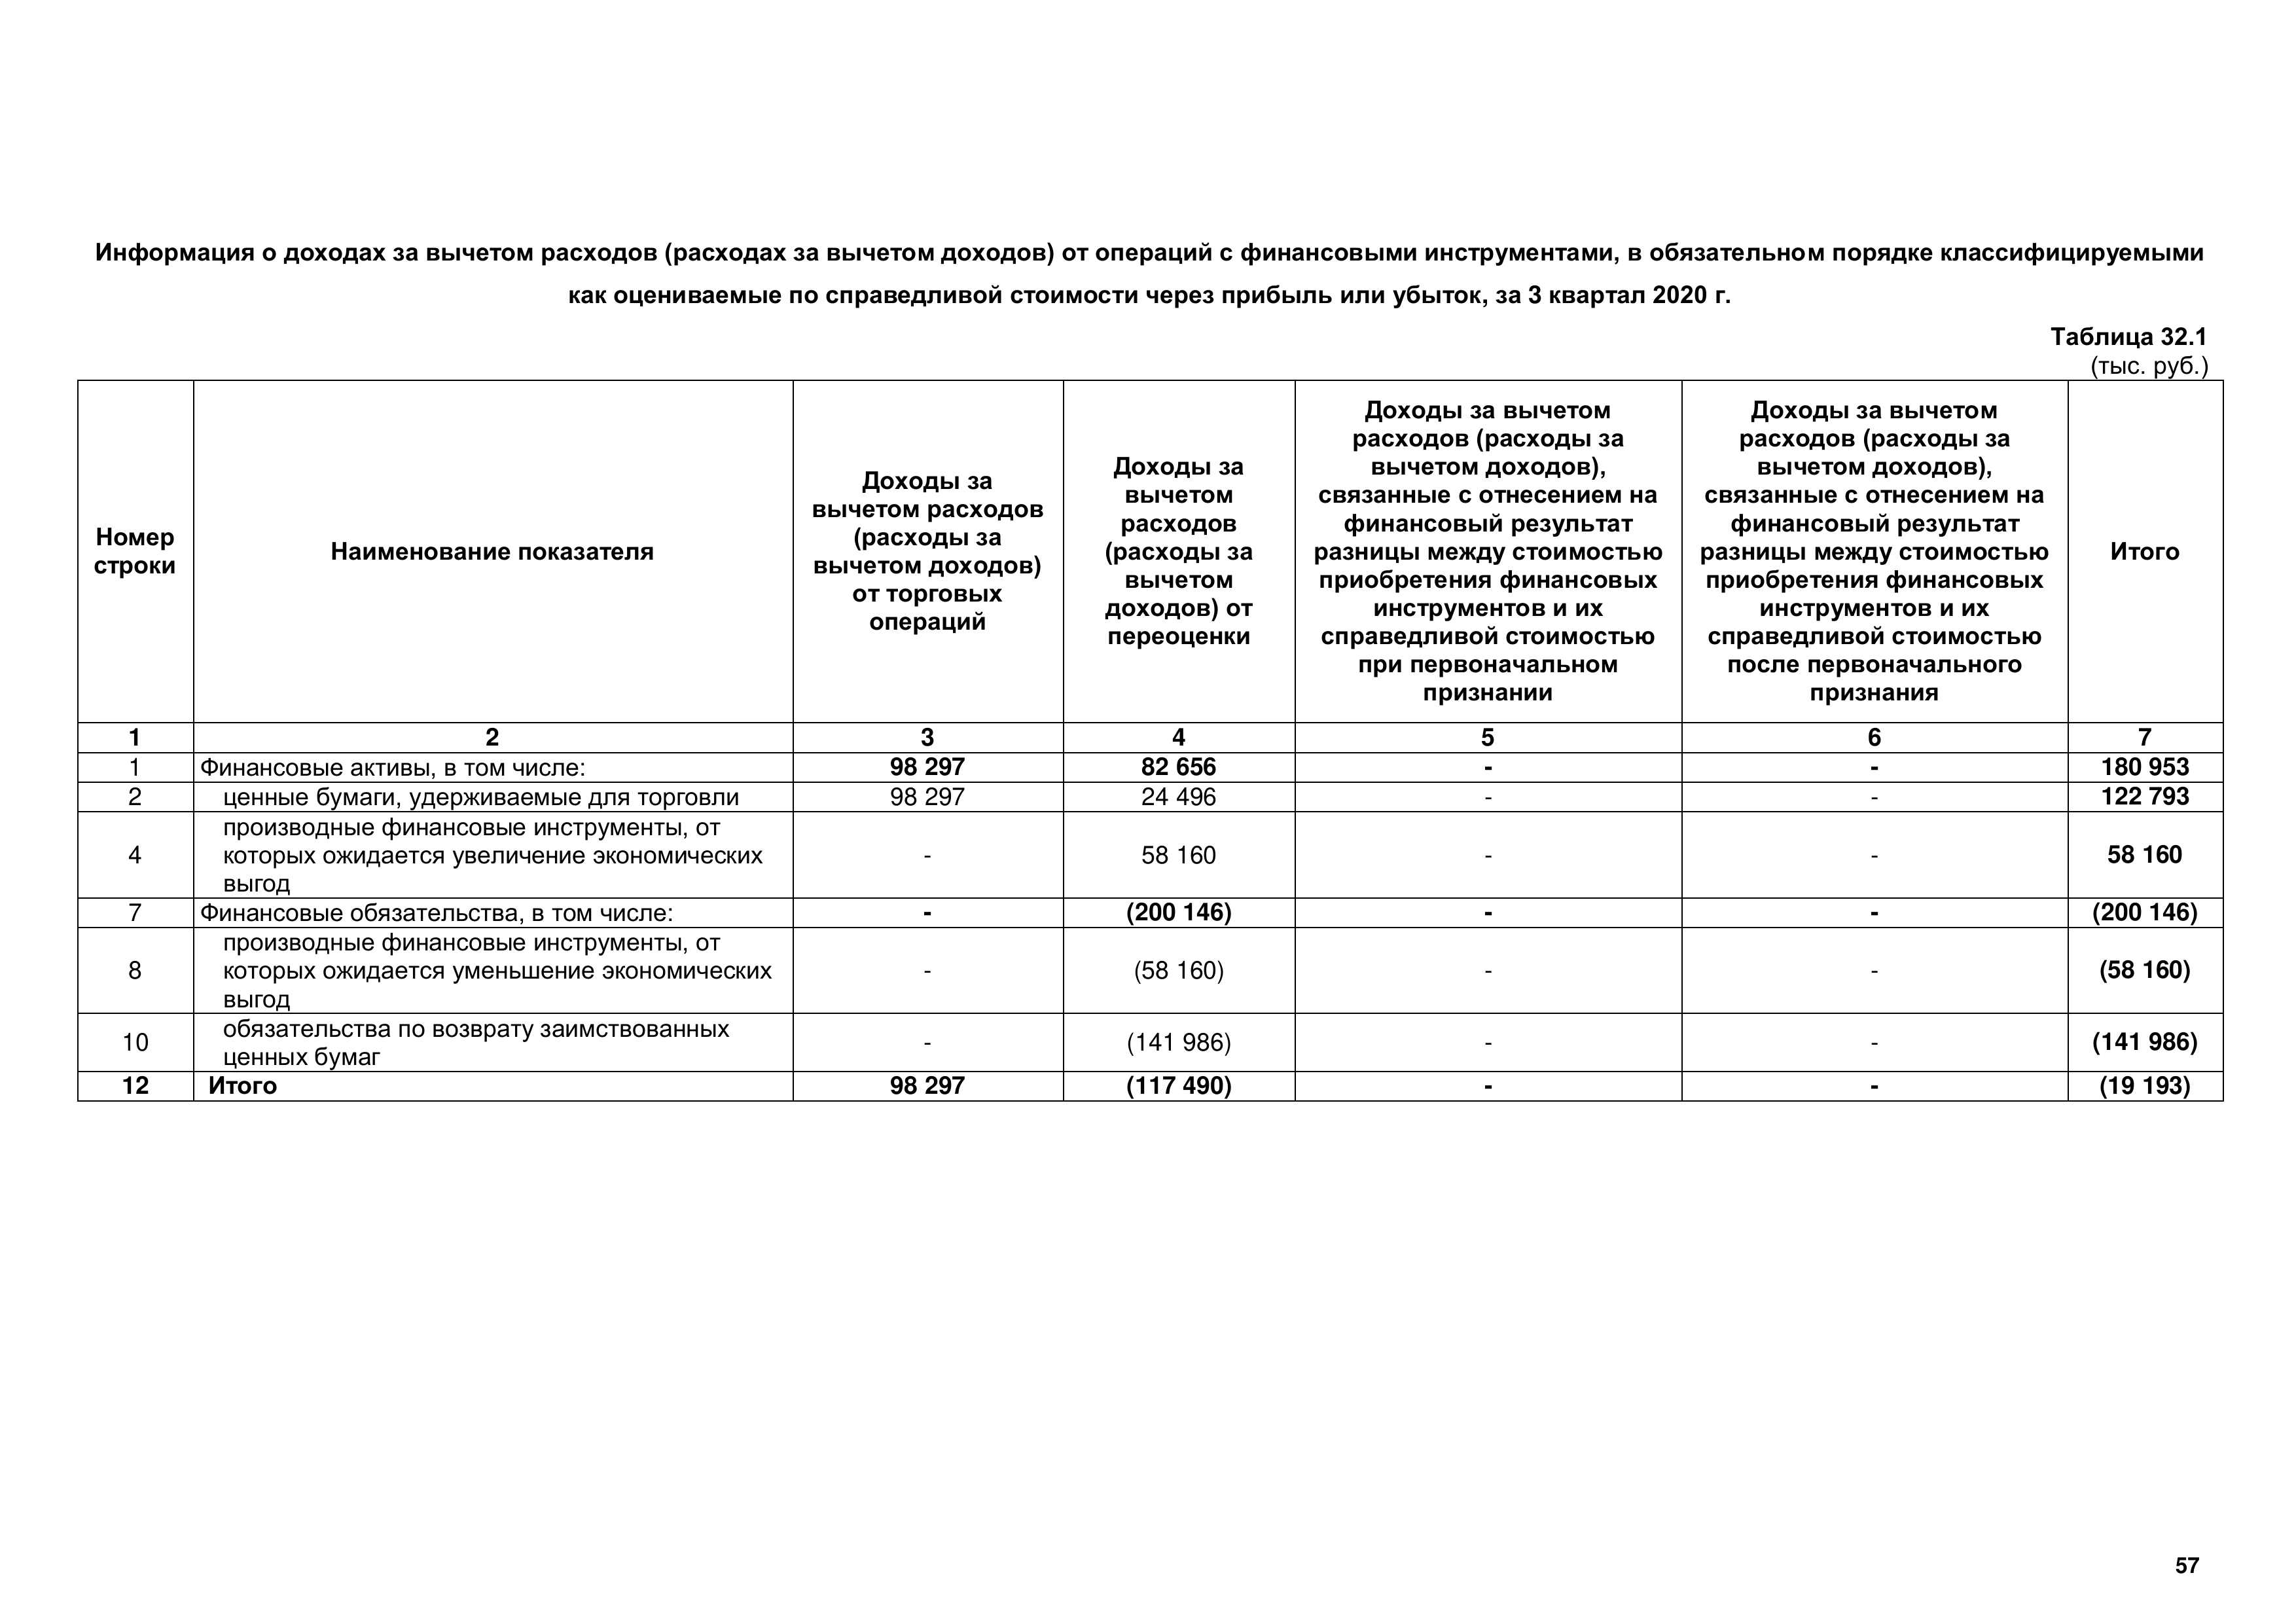 Информация о доходах за вычетом расходов (расходах за вычетом доходов) от операций с финансовыми инструментами, в обязательном порядке классифицируемыми
как оцениваемые по справедливой стоимости через прибыль или убыток, за 3 квартал 2020 г.
Таблица 32.1
(тыс. руб.)
Номер
строки
Наименование показателя
Доходы за
вычетом расходов
(расходы за
вычетом доходов)
от торговых
операций
Доходы за
вычетом
расходов
(расходы за
вычетом
доходов) от
переоценки
Доходы за вычетом
расходов (расходы за
вычетом доходов),
связанные с отнесением на
финансовый результат
разницы между стоимостью
приобретения финансовых
инструментов и их
справедливой стоимостью
при первоначальном
признании
Доходы за вычетом
расходов (расходы за
вычетом доходов),
связанные с отнесением на
финансовый результат
разницы между стоимостью
приобретения финансовых
инструментов и их
справедливой стоимостью
после первоначального
признания
Итого
1 2 3 4 5 6 7
1 Финансовые активы, в том числе: 98 297 82 656 - - 180 953
2 ценные бумаги, удерживаемые для торговли 98 297 24 496 - - 122 793
производные финансовые инструменты, от
4 которых ожидается увеличение экономических - 58 160 - - 58 160
выгод
7 Финансовые обязательства, в том числе: - (200 146) - - (200 146)
производные финансовые инструменты, от
8 которых ожидается уменьшение экономических - (58 160) - - (58 160)
выгод
10 обязательства по возврату заимствованных - (141 986) - - (141 986)
ценных бумаг
12 Итого 98 297 (117 490) - - (19 193)
57